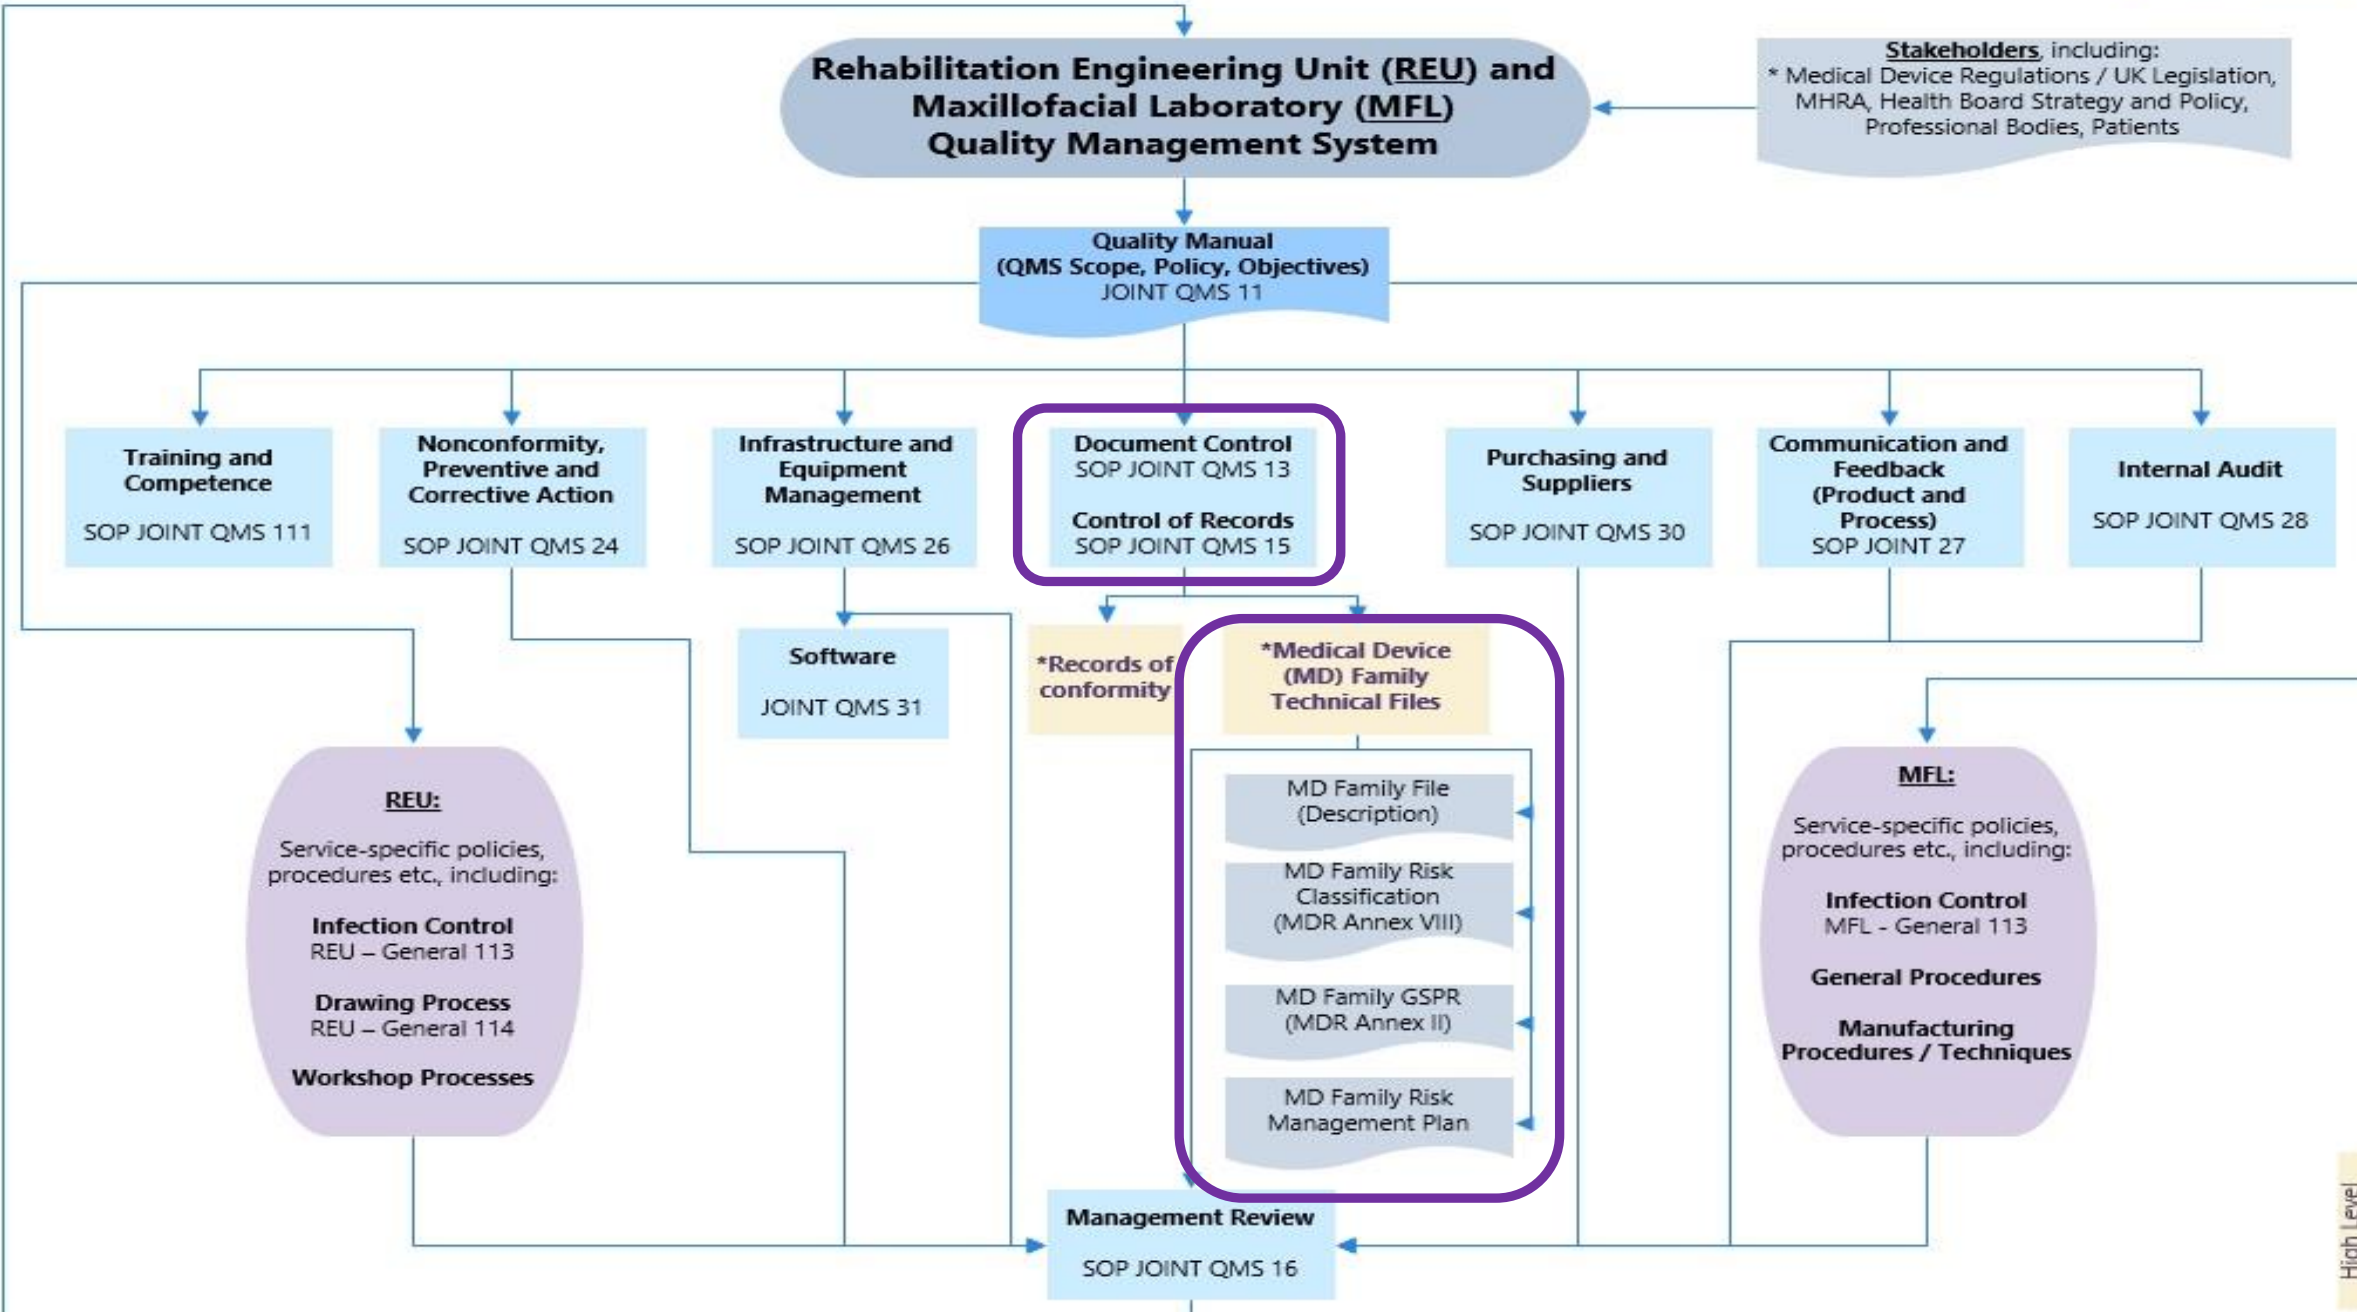 Rehabilitation Engineering Unit (REU) and
Maxillofacial Laboratory (MFL)
Quality Management System
Stakeholders, including:
* Medical Device Regulations / UK Legislation,
MHRA, Health Board Strategy and Policy,
Professional Bodies, Patients
Quality Manual
(QMS Scope, Policy, Objectives)
JOINT QMS 11
Training and
Competence
SOP JOINT QMS 111
Nonconformity,
Preventive and
Corrective Action
SOP JOINT QMS 24
Infrastructure and
Equipment
Management
SOP JOINT QMS 26
Document Control
SOP JOINT QMS 13
Control of Records
SOP JOINT QMS 15
Purchasing and
Suppliers
SOP JOINT QMS 30
Communication and
Feedback
(Product and
Process)
SOP JOINT 27
Internal Audit
SOP JOINT QMS 28
Software
JOINT QMS 31
*Records of
conformity
*Medical Device
(MD) Family
Technical Files
MD Family File
(Description)
MD Family Risk
Classification
(MDR Annex VIII)
MD Family GSPR
(MDR Annex II)
MD Family Risk
Management Plan
REU:
Service-specific policies,
procedures etc., including:
Infection Control
REU – General 113
Drawing Process
REU – General 114
Workshop Processes
MFL:
Service-specific policies,
procedures etc., including:
Infection Control
MFL - General 113
General Procedures
Manufacturing
Procedures / Techniques
Management Review
SOP JOINT QMS 16
High Level